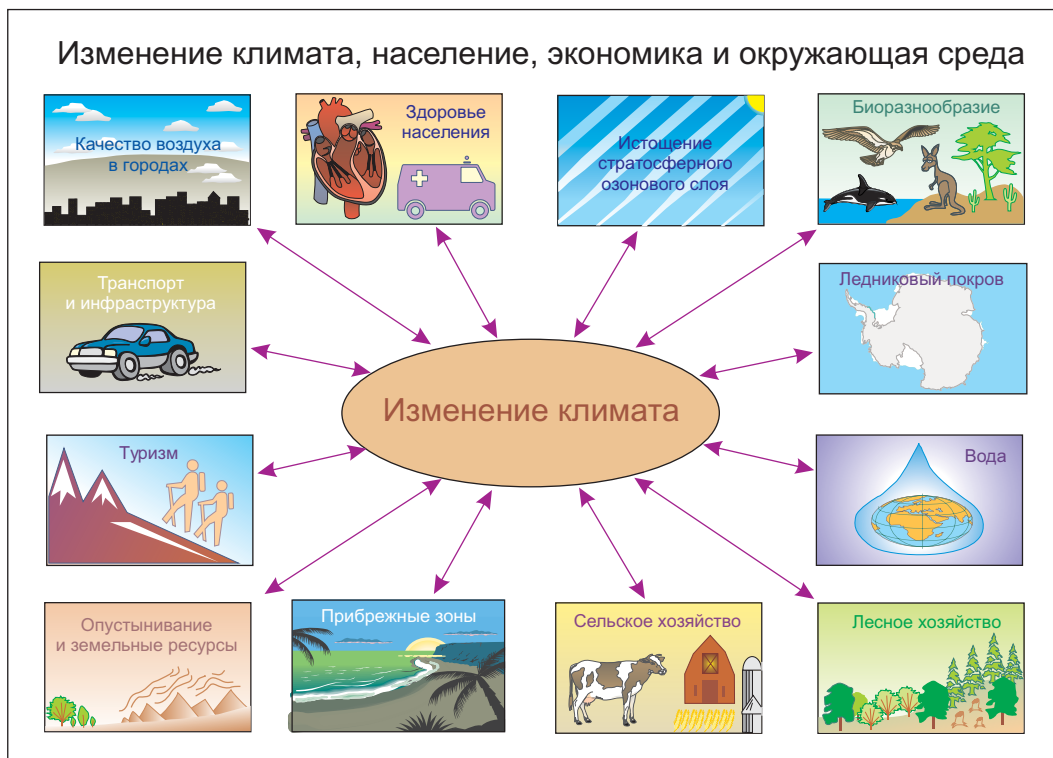 Изменение климата, население, экономика и окружающая среда
Качество воздуха
в городах
Здоровье
населения
Истощение
стратосферного
озонового слоя
Биоразнообразие
Транспорт
и инфраструктура
Ледниковый покров
Изменение климата
Туризм
Вода
Опустынивание
и земельные ресурсы
Прибрежные зоны
Сельское хозяйство
Лесное хозяйство